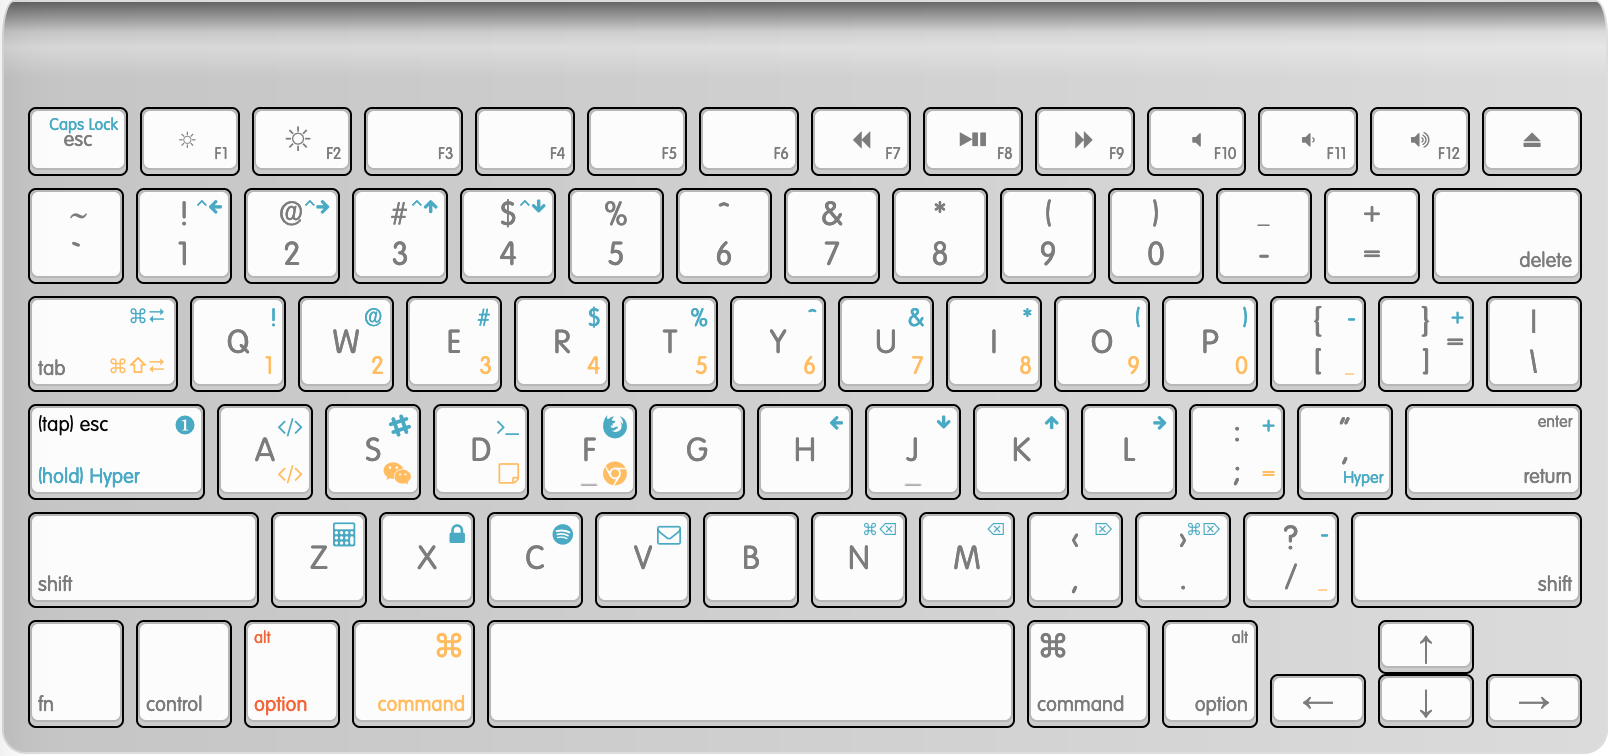 Caps Lock
esc
F1
F2
F3
F4
F5
F6
F7
F8
F9
F10
F11
F12
~
`
! ^
1
@ ^
2
# ^
3
$ ^
4
%
5
ˆ
6
&
7
*
8
(
9
)
0
_
-
+
=
delete
⌘⇄
tab ⌘⇧⇄
!
Q
1
@
W
2
#
E
3
$
R
4
%
T
5
ˆ
Y
6
&
U
7
*
I
8
(
O
9
)
P
0
{ -
[ _
} +
=
]
|
\
(tap) esc 1
(hold) Hyper
</>
A
</>
S
>_
D
F
_
G
H
J
_
K
L
: +
; =
"
,
Hyper
enter
return
shift
Z
X
C
V
B
⌘⌫
N
⌫
M
‹ ⌦
,
› ⌘⌦
.
? -
/ _
shift
fn
control
alt
option
⌘
command
⌘
command
alt
option
↑
←
↓
→